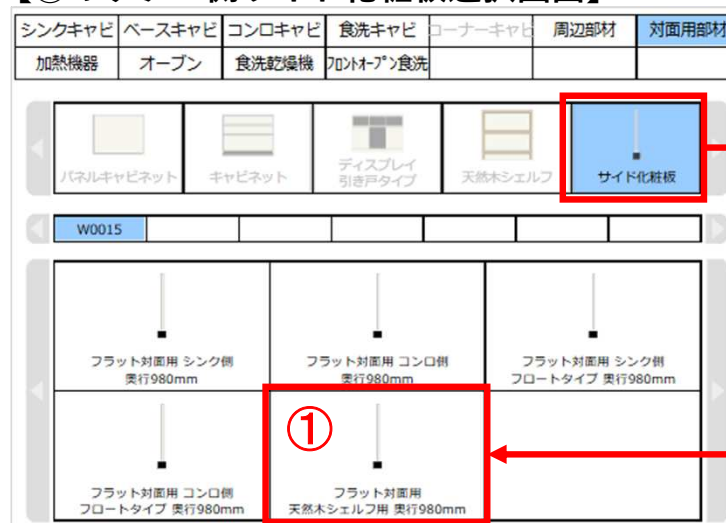 シンクキャビ ベースキャビ コンロキャビ 食洗キャビ コーナーキャビ 周辺部材 対面用部材
加熱機器 オーブン 食洗乾燥機 フロントオープン食洗
パネルキャビネット キャビネット ディスプレイ 天然木シェルフ サイド化粧板
引き戸タイプ
W0015
フラット対面用 シンク側 フラット対面用 コンロ側 フラット対面用 シンク側
奥行980mm 奥行980mm フロートタイプ 奥行980mm
①
フラット対面用 コンロ側 フラット対面用
フロートタイプ 奥行980mm 天然木シェルフ用 奥行980mm